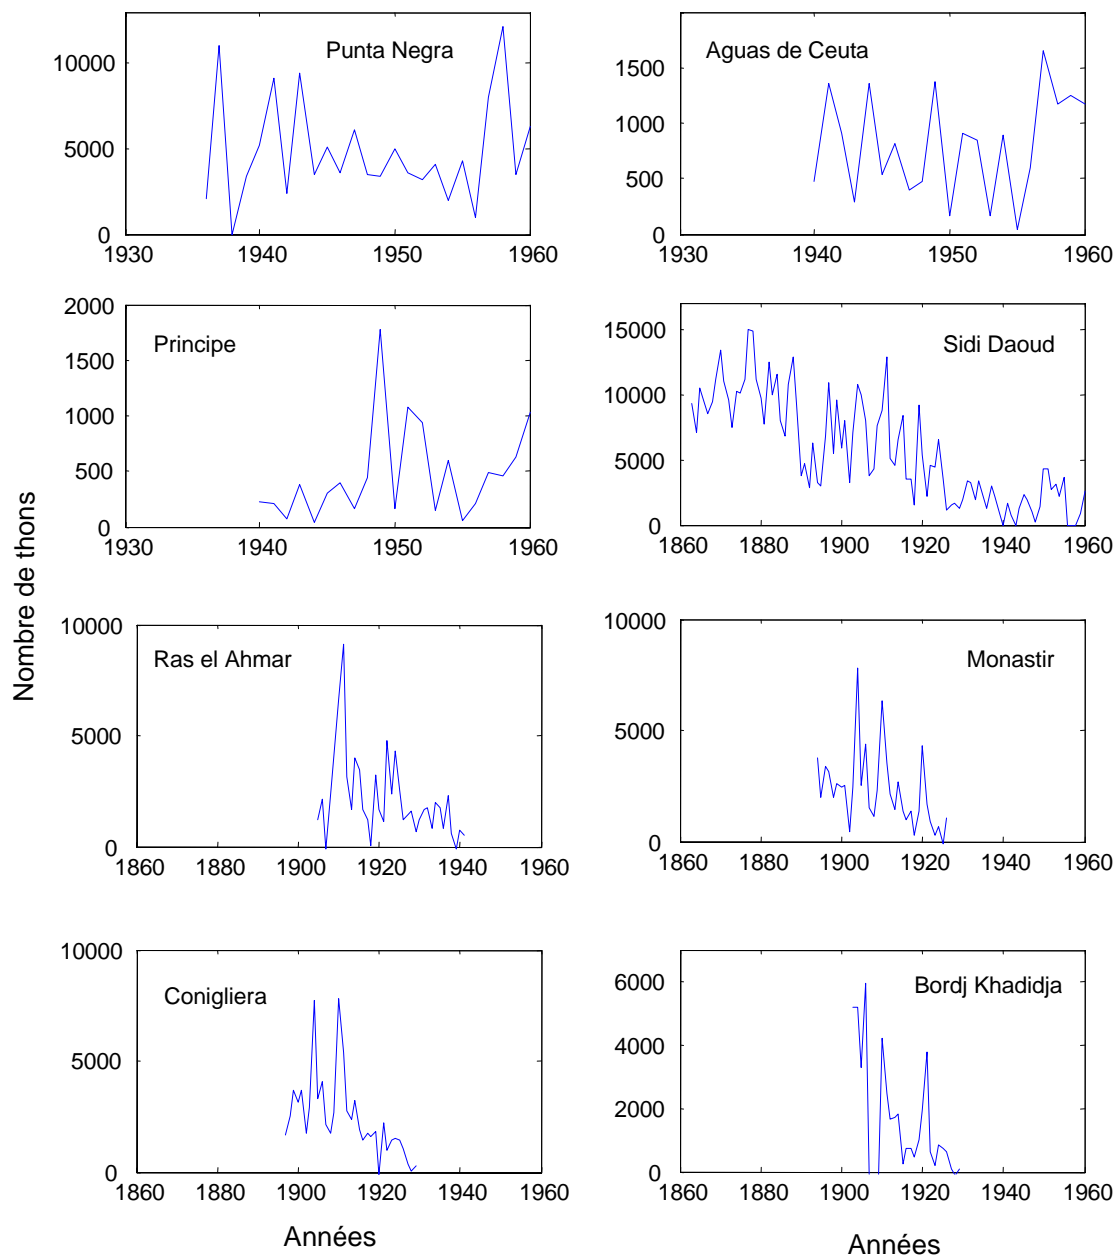 Punta Negra
10000
5000
0
1930 1940 1950 1960
Aguas de Ceuta
1500
1000
500
0
1930 1940 1950 1960
Principe
2000
1500
1000
500
0
1930 1940 1950 1960
Sidi Daoud
15000
10000
5000
0
1860 1880 1900 1920 1940 1960
Nombre de thons
Ras el Ahmar
10000
5000
0
1860 1880 1900 1920 1940 1960
Monastir
10000
5000
0
1860 1880 1900 1920 1940 1960
Conigliera
10000
5000
0
1860 1880 1900 1920 1940 1960
Années
Bordj Khadidja
6000
4000
2000
0
1860 1880 1900 1920 1940 1960
Années